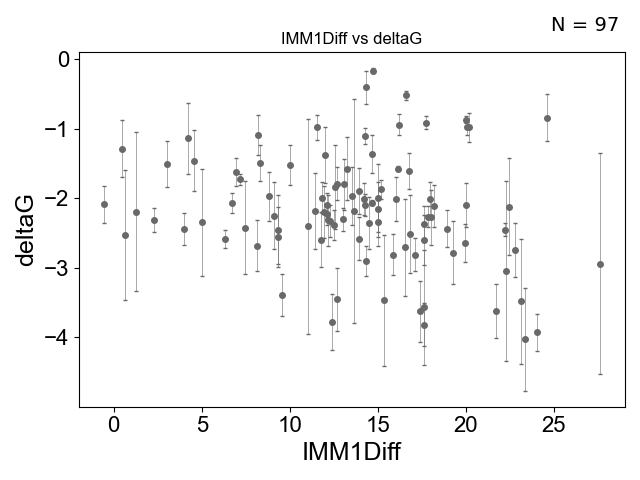 N = 97
IMM1Diff vs deltaG
deltaG
0
−1
−2
−3
−4
0 5 10 15 20 25
IMM1Diff